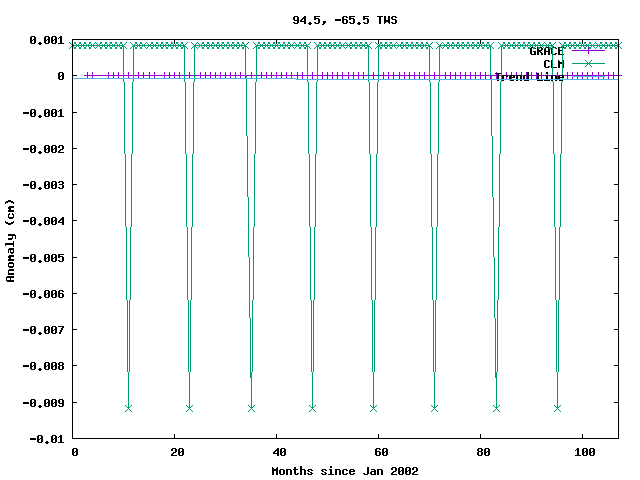 94.5, -65.5 TWS
0.001
0
-0.001
-0.002
-0.003
-0.004
-0.005
-0.006
-0.007
-0.008
-0.009
-0.01
Anomaly (cm)
GRACE
CLM
Trend Line
0 20 40 60 80 100
Months since Jan 2002